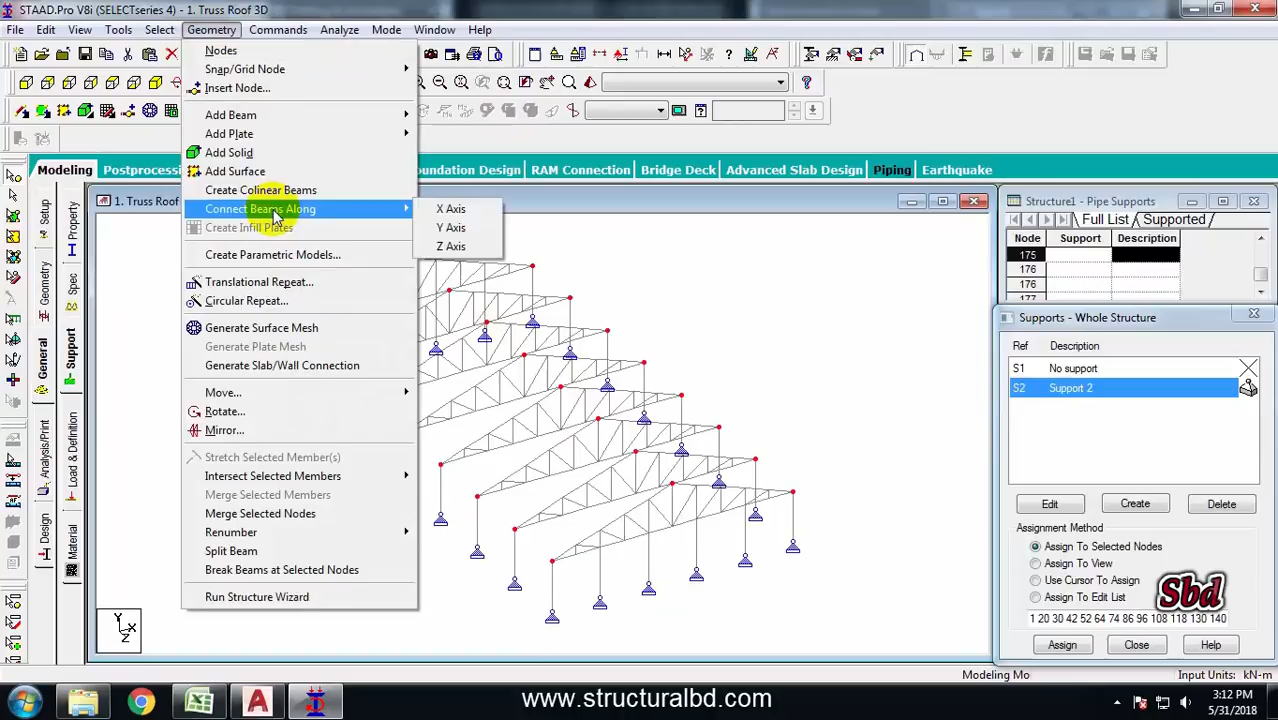 STAAD.Pro V8i (SELECTseries 4) - 1. Truss Roof 3D
File Edit View Tools Select Geometry Commands Analyze Mode Window Help
Nodes
Snap/Grid Node
Insert Node...
Add Beam
Add Plate
Add Solid
Add Surface
Create Colinear Beams
Connect Beams Along
Create Infill Plates
Create Parametric Models...
Translational Repeat...
Circular Repeat...
Generate Surface Mesh
Generate Plate Mesh
Generate Slab/Wall Connection
Move...
Rotate...
Mirror...
Stretch Selected Member(s)
Intersect Selected Members
Merge Selected Members
Merge Selected Nodes
Renumber
Split Beam
Break Beams at Selected Nodes
Run Structure Wizard
X Axis
Y Axis
Z Axis
Modeling Postprocess oundation Design RAM Connection Bridge Deck Advanced Slab Design Piping Earthquake
1. Truss Roof
Setup
Geometry
General
Analysis/Print
Design
Property
Spec
Support
Load & Definition
Material
Y
X
Z
Structure1 - Pipe Supports
Full List Supported
Node Support Description
175
176
176
177
Supports - Whole Structure
Ref Description
S1 No support
S2 Support 2
Edit Create Delete
Assignment Method
Assign To Selected Nodes
Assign To View
Use Cursor To Assign
Assign To Edit List
Sbd
1 20 30 42 52 64 74 86 96 108 118 130 140
Assign Close Help
Modeling Mo Input Units: kN-m
www.structuralbd.com
3:12 PM
5/31/2018